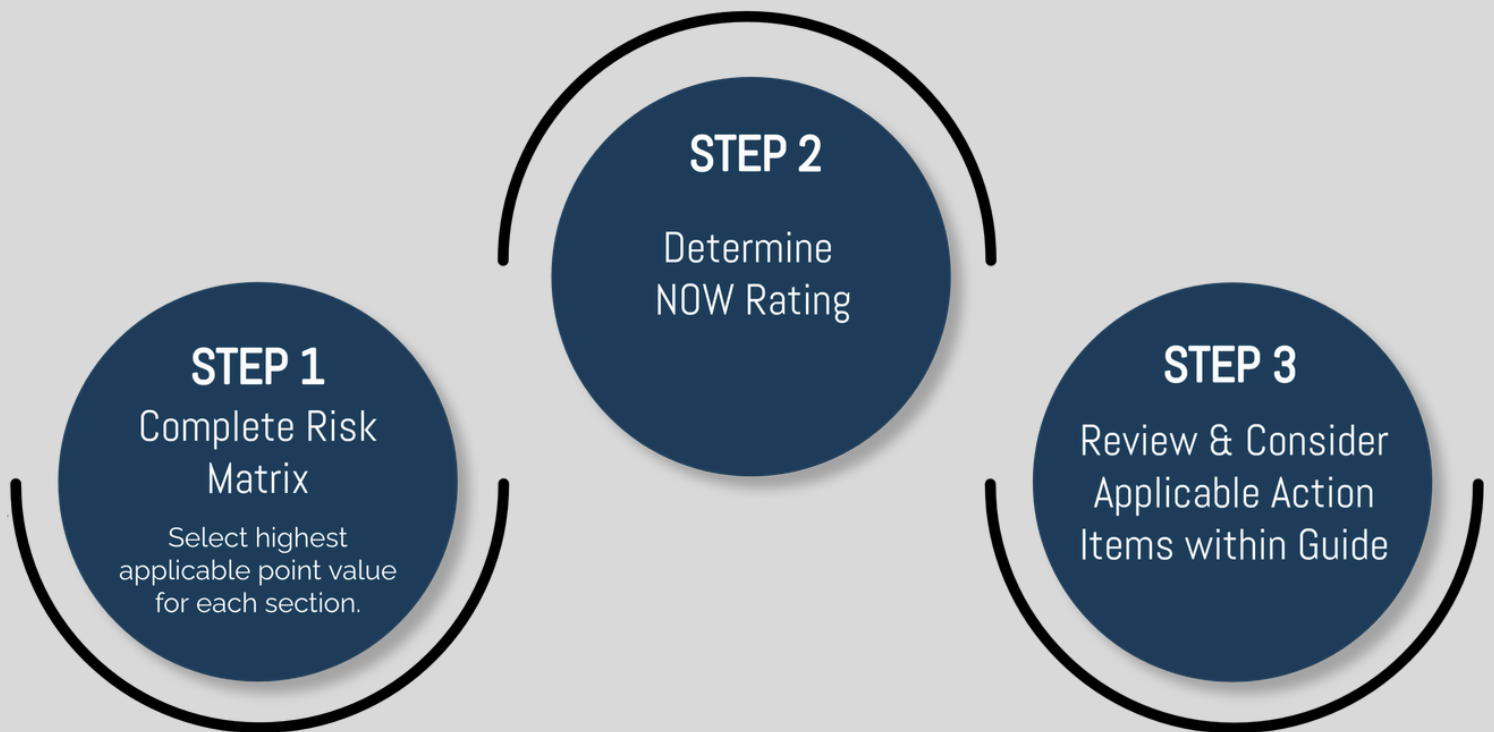 STEP 1
Complete Risk
Matrix
Select highest
applicable point value
for each section.
STEP 2
Determine
NOW Rating
STEP 3
Review & Consider
Applicable Action
Items within Guide